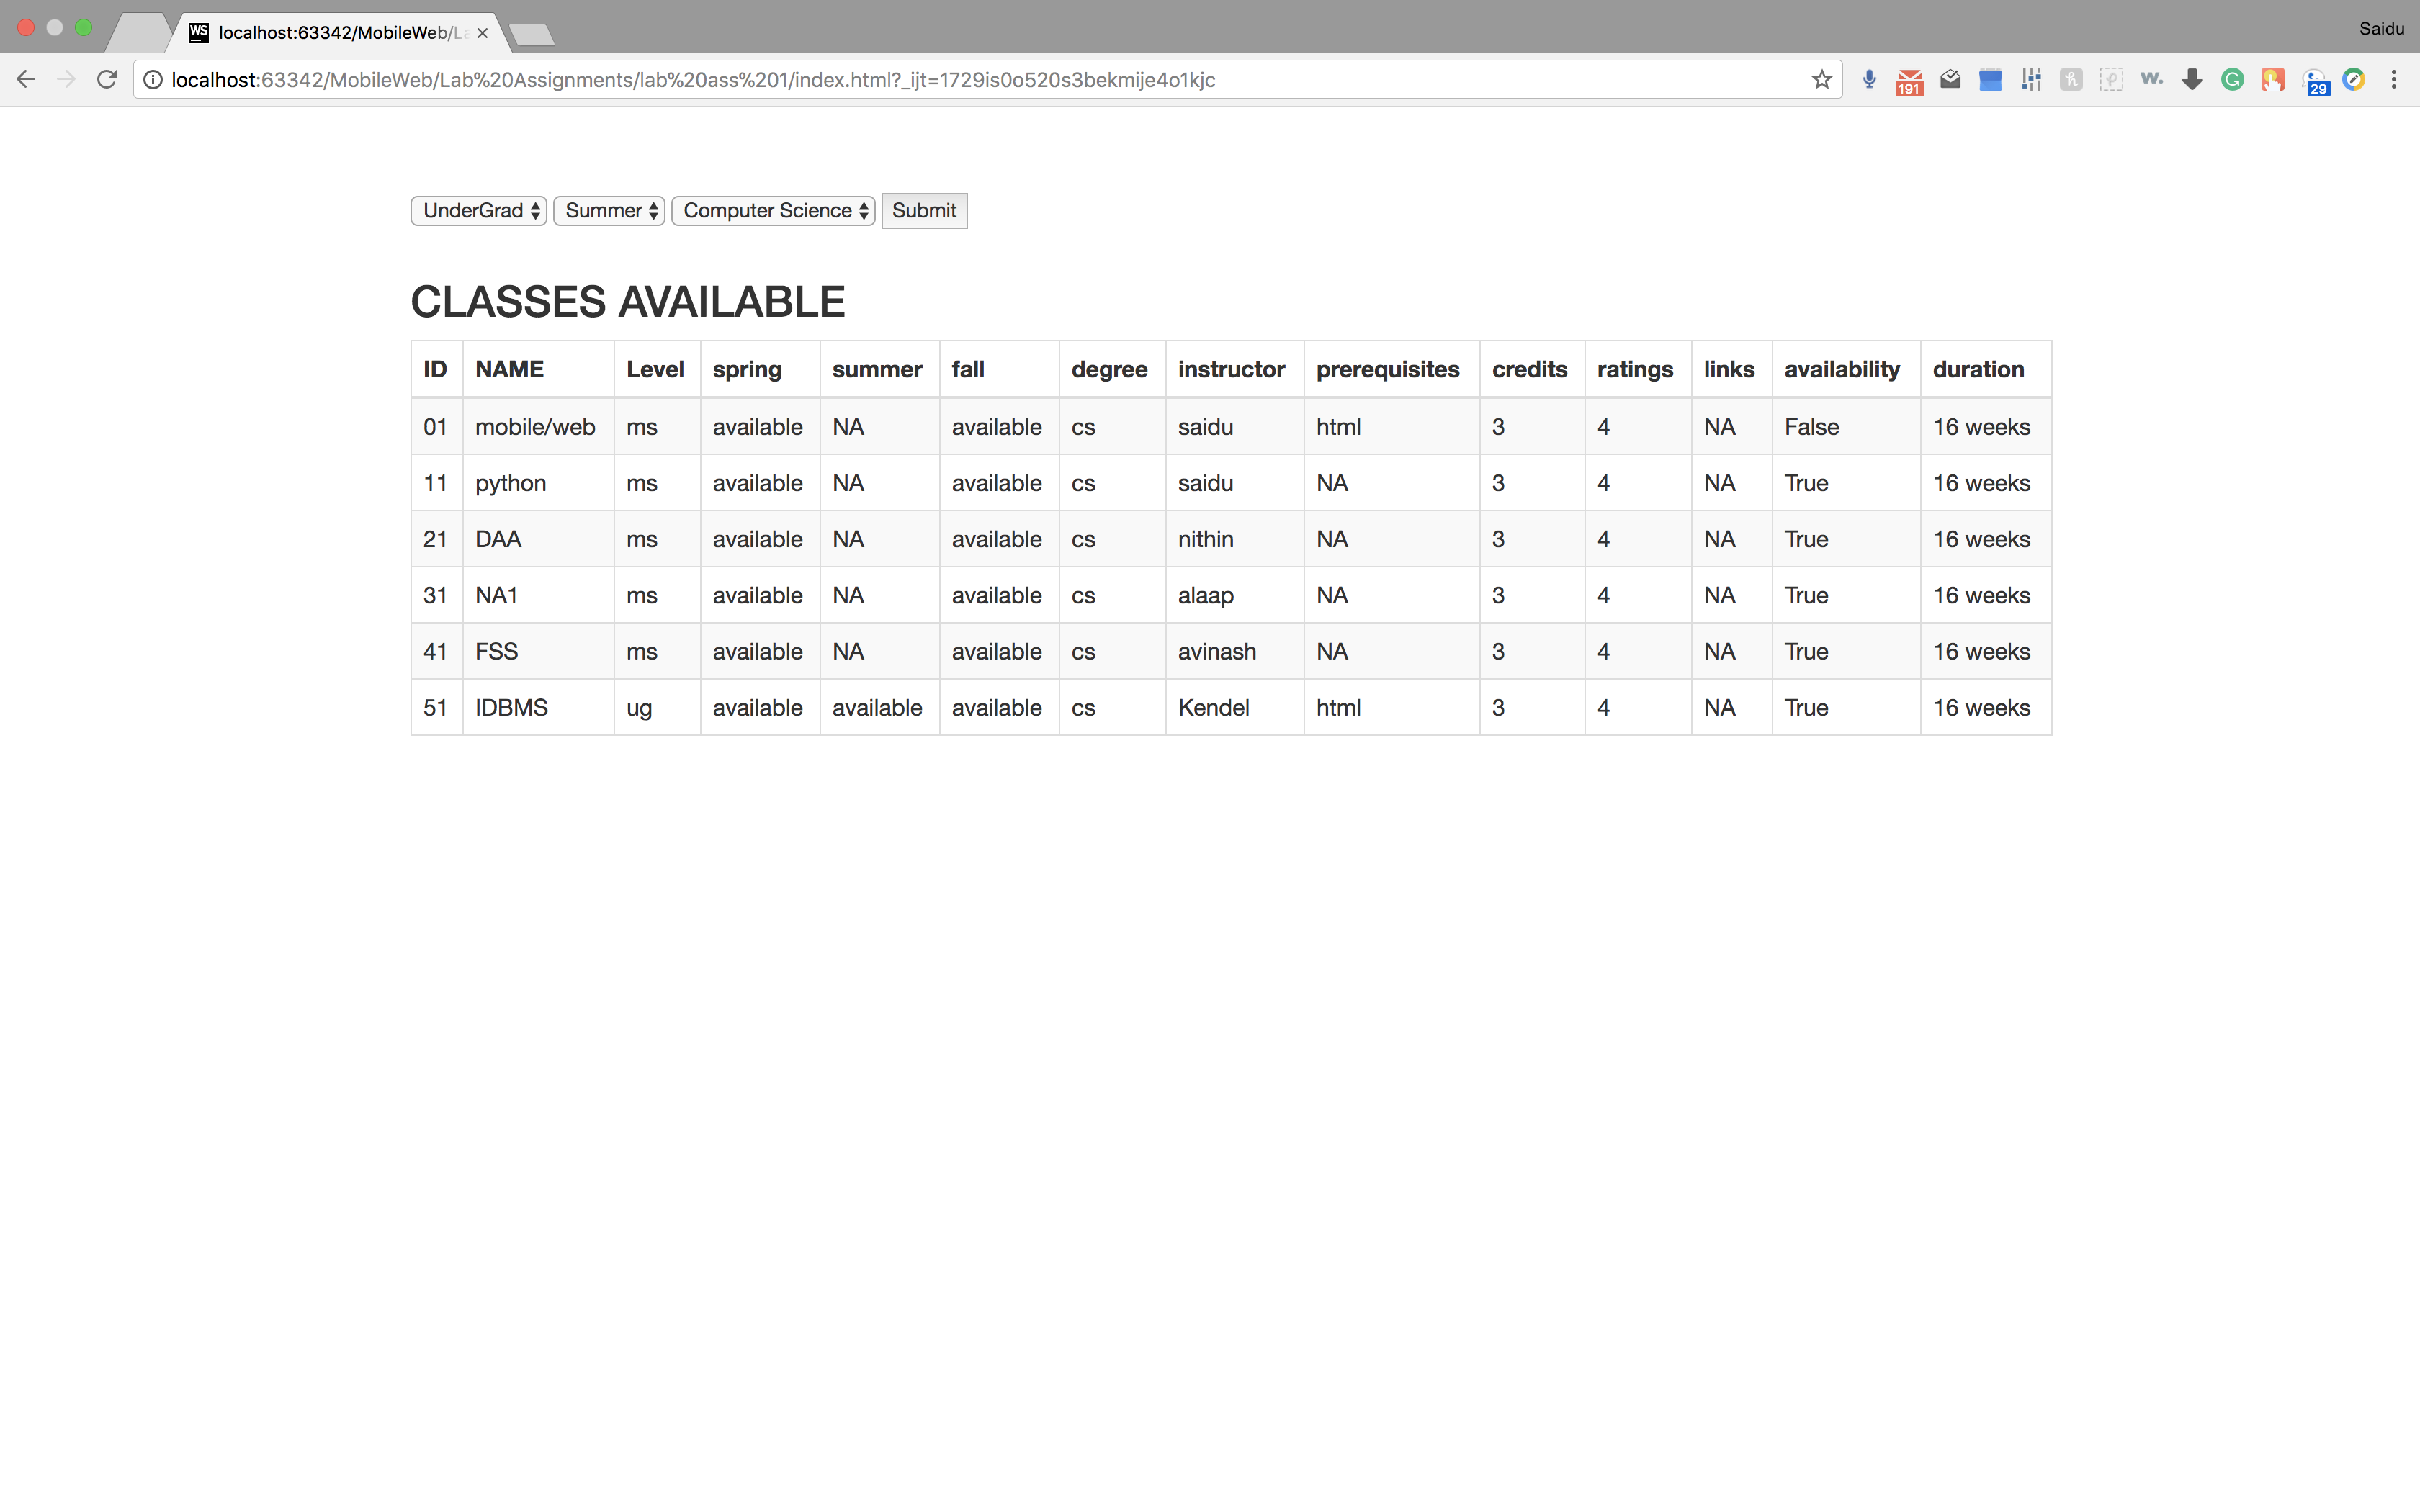 Saidu
WS localhost:63342/MobileWeb/La
localhost:63342/MobileWeb/Lab%20Assignments/lab%20ass%201/index.html?_ijt=1729is0o520s3bekmije4o1kjc 191 h p w. G 29
UnderGrad Summer Computer Science Submit
CLASSES AVAILABLE
ID NAME Level spring summer fall degree instructor prerequisites credits ratings links availability duration
01 mobile/web ms available NA available cs saidu html 3 4 NA False 16 weeks
11 python ms available NA available cs saidu NA 3 4 NA True 16 weeks
21 DAA ms available NA available cs nithin NA 3 4 NA True 16 weeks
31 NA1 ms available NA available cs alaap NA 3 4 NA True 16 weeks
41 FSS ms available NA available cs avinash NA 3 4 NA True 16 weeks
51 IDBMS ug available available available cs Kendel html 3 4 NA True 16 weeks